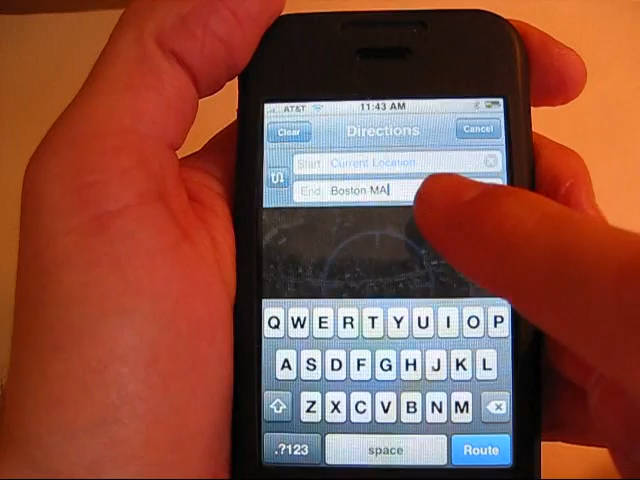 AT&T 11:43 AM
Clear Directions Cancel
Start Current Location
End Boston MA
Q W E R T Y U I O P
A S D F G H J K L
Z X C V B N M
.?123 space Route